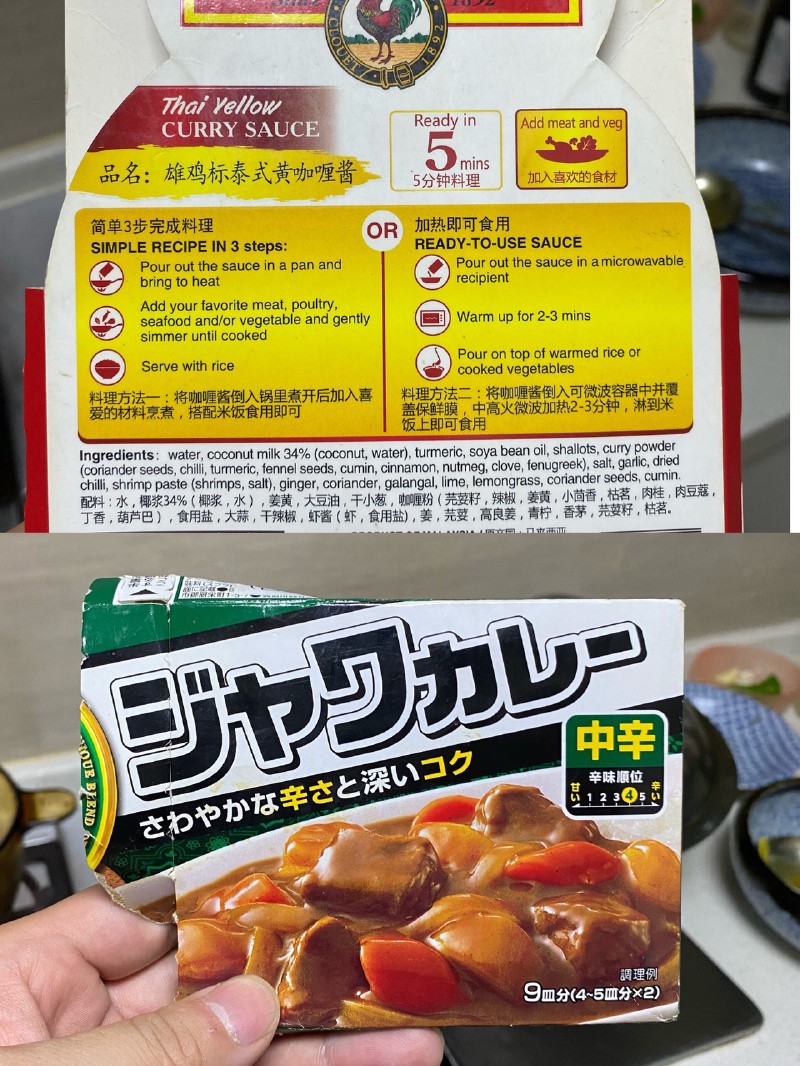 CLOUET 1892
Thai Yellow
CURRY SAUCE
品名：雄鸡标泰式黄咖喱酱
Ready in
5 mins
5分钟料理
Add meat and veg
加入喜欢的食材
简单3步完成料理
SIMPLE RECIPE IN 3 steps:
Pour out the sauce in a pan and
bring to heat
Add your favorite meat, poultry,
seafood and/or vegetable and gently
simmer until cooked
Serve with rice
料理方法一：将咖喱酱倒入锅里煮开后加入喜
爱的材料烹煮，搭配米饭食用即可
OR
加热即可食用
READY-TO-USE SAUCE
Pour out the sauce in a microwavable
recipient
Warm up for 2-3 mins
Pour on top of warmed rice or
cooked vegetables
料理方法二：将咖喱酱倒入可微波容器中并覆
盖保鲜膜，中高火微波加热2-3分钟，淋到米
饭上即可食用
Ingredients: water, coconut milk 34% (coconut, water), turmeric, soya bean oil, shallots, curry powder
(coriander seeds, chilli, turmeric, fennel seeds, cumin, cinnamon, nutmeg, clove, fenugreek), salt, garlic, dried
chilli, shrimp paste (shrimps, salt), ginger, coriander, galangal, lime, lemongrass, coriander seeds, cumin.
配料：水，椰浆34%（椰浆，水），姜黄，大豆油，干小葱，咖喱粉（芫荽籽，辣椒，姜黄，小茴香，枯茗，肉桂，肉豆蔻，
丁香，葫芦巴），食用盐，大蒜，干辣椒，虾酱（虾，食用盐），姜，芫荽，高良姜，青柠，香茅，芫荽籽，枯茗。
ジャワカレー
さわやかな辛さと深いコク
中辛
辛味順位
甘い 1 2 3 4 5 辛い
BLEND
調理例
9皿分(4~5皿分×2)